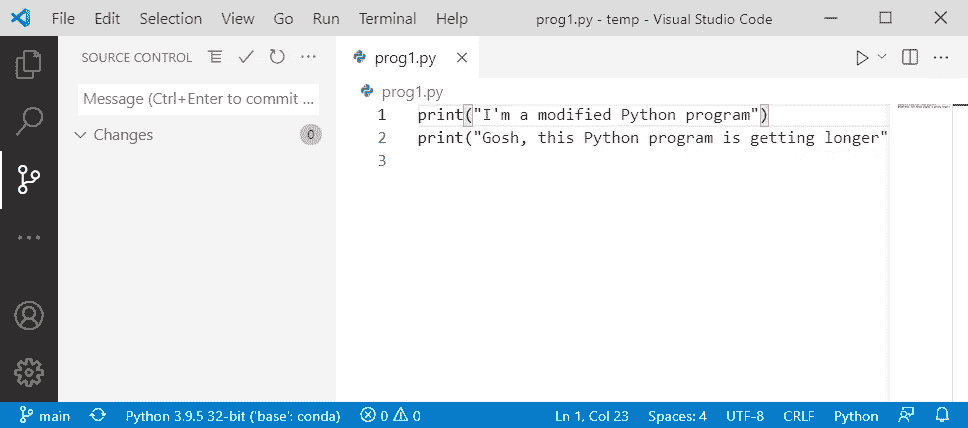 File Edit Selection View Go Run Terminal Help prog1.py - temp - Visual Studio Code
SOURCE CONTROL
prog1.py
prog1.py
Message (Ctrl+Enter to commit ...
Changes 0
1 print("I'm a modified Python program")
2 print("Gosh, this Python program is getting longer"
3
main Python 3.9.5 32-bit ('base': conda) 0 0 Ln 1, Col 23 Spaces: 4 UTF-8 CRLF Python